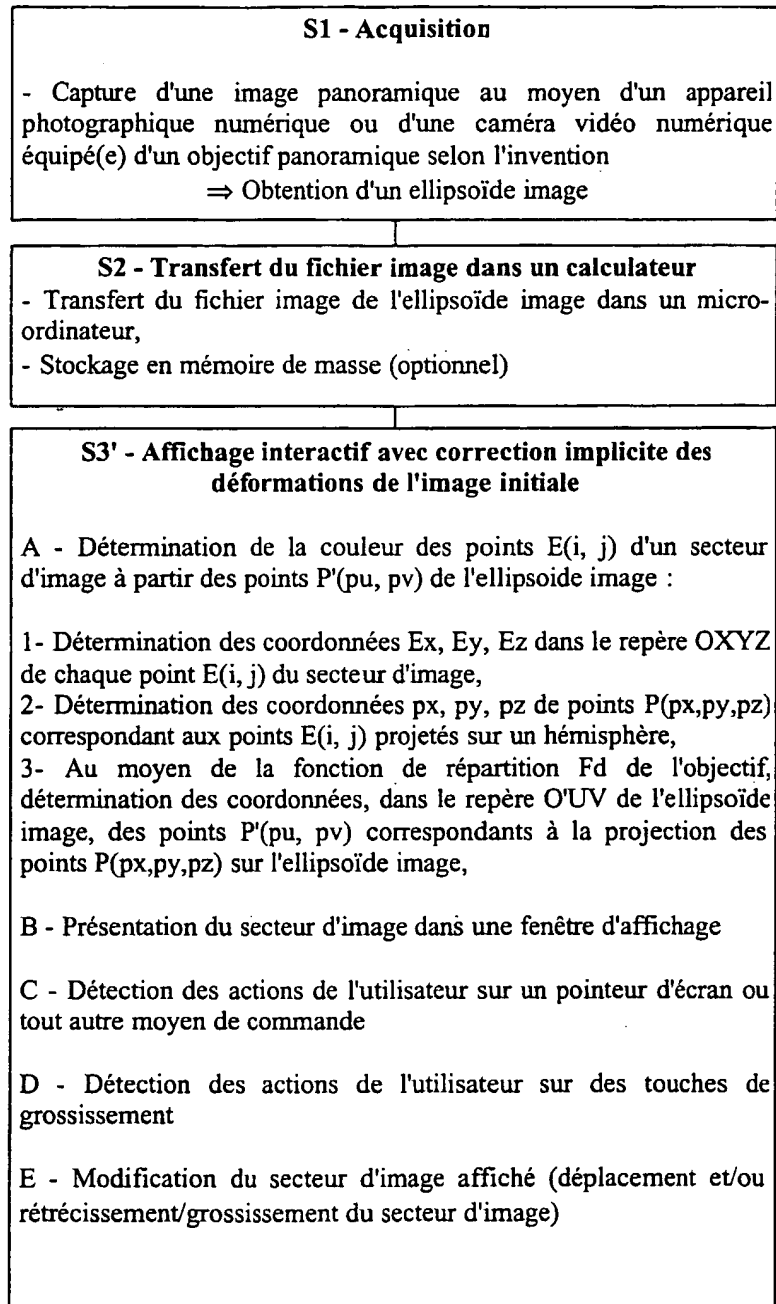 S1 - Acquisition
- Capture d'une image panoramique au moyen d'un appareil
photographique numérique ou d'une caméra vidéo numérique
équipé(e) d'un objectif panoramique selon l'invention
⇒ Obtention d'un ellipsoïde image
S2 - Transfert du fichier image dans un calculateur
- Transfert du fichier image de l'ellipsoïde image dans un micro-
ordinateur,
- Stockage en mémoire de masse (optionnel)
S3' - Affichage interactif avec correction implicite des
déformations de l'image initiale
A - Détermination de la couleur des points E(i, j) d'un secteur
d'image à partir des points P'(pu, pv) de l'ellipsoide image :
1- Détermination des coordonnées Ex, Ey, Ez dans le repère OXYZ
de chaque point E(i, j) du secteur d'image,
2- Détermination des coordonnées px, py, pz de points P(px,py,pz)
correspondant aux points E(i, j) projetés sur un hémisphère,
3- Au moyen de la fonction de répartition Fd de l'objectif,
détermination des coordonnées, dans le repère O'UV de l'ellipsoïde
image, des points P'(pu, pv) correspondants à la projection des
points P(px,py,pz) sur l'ellipsoïde image,
B - Présentation du secteur d'image dans une fenêtre d'affichage
C - Détection des actions de l'utilisateur sur un pointeur d'écran ou
tout autre moyen de commande
D - Détection des actions de l'utilisateur sur des touches de
grossissement
E - Modification du secteur d'image affiché (déplacement et/ou
rétrécissement/grossissement du secteur d'image)